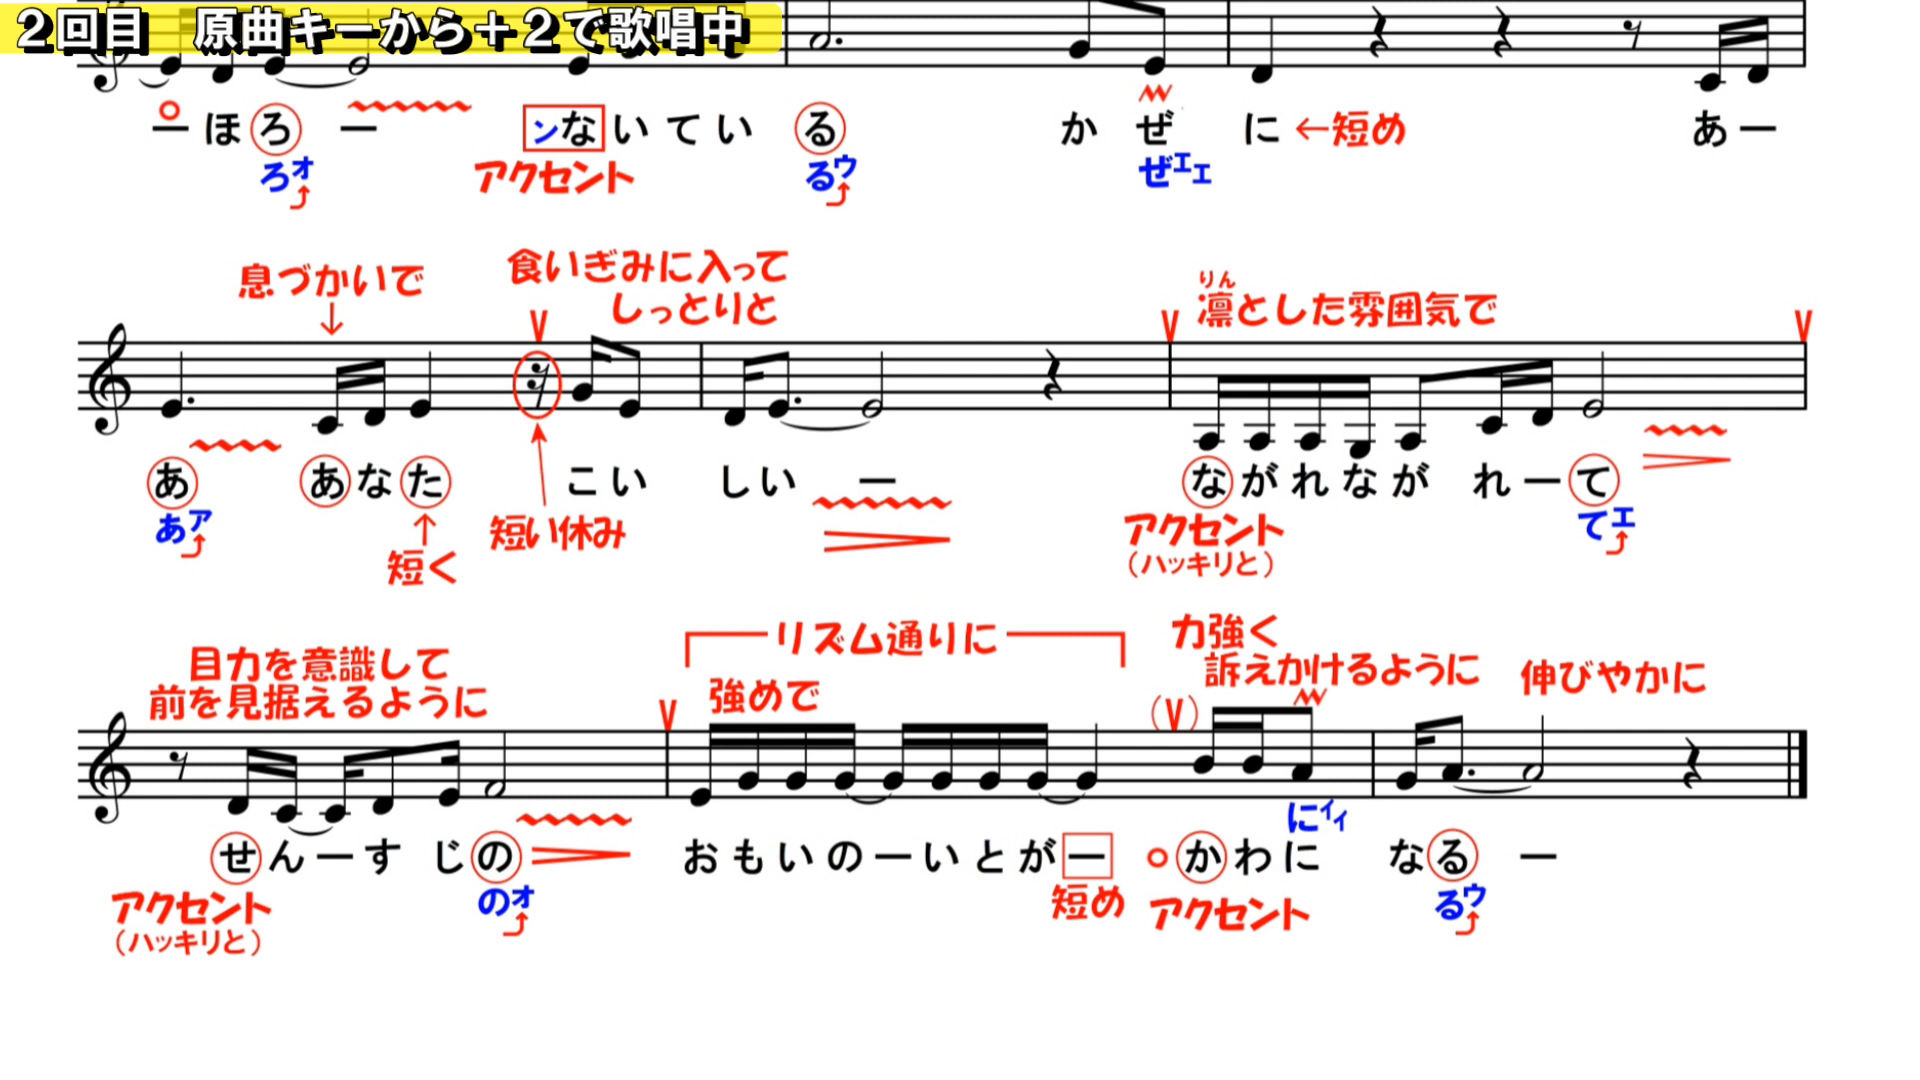 ２回目　原曲キーから＋２で歌唱中
ーほろー　ンないている　かぜに←短め　あー
ろオ　アクセント　るウ　ぜエエ
息づかいで　食いぎみに入って
しっとりと
りん
凛とした雰囲気で
ああなた　こいしいー　ながれながれーて
あア　短い休み　アクセント　てエ
短く　（ハッキリと）
目力を意識して
前を見据えるように
リズム通りに
強めで
力強く
訴えかけるように　伸びやかに
にイィ
せんーすじの　おもいのーいとがー　かわになるー
アクセント　のオ　短め　アクセント　るウ
（ハッキリと）